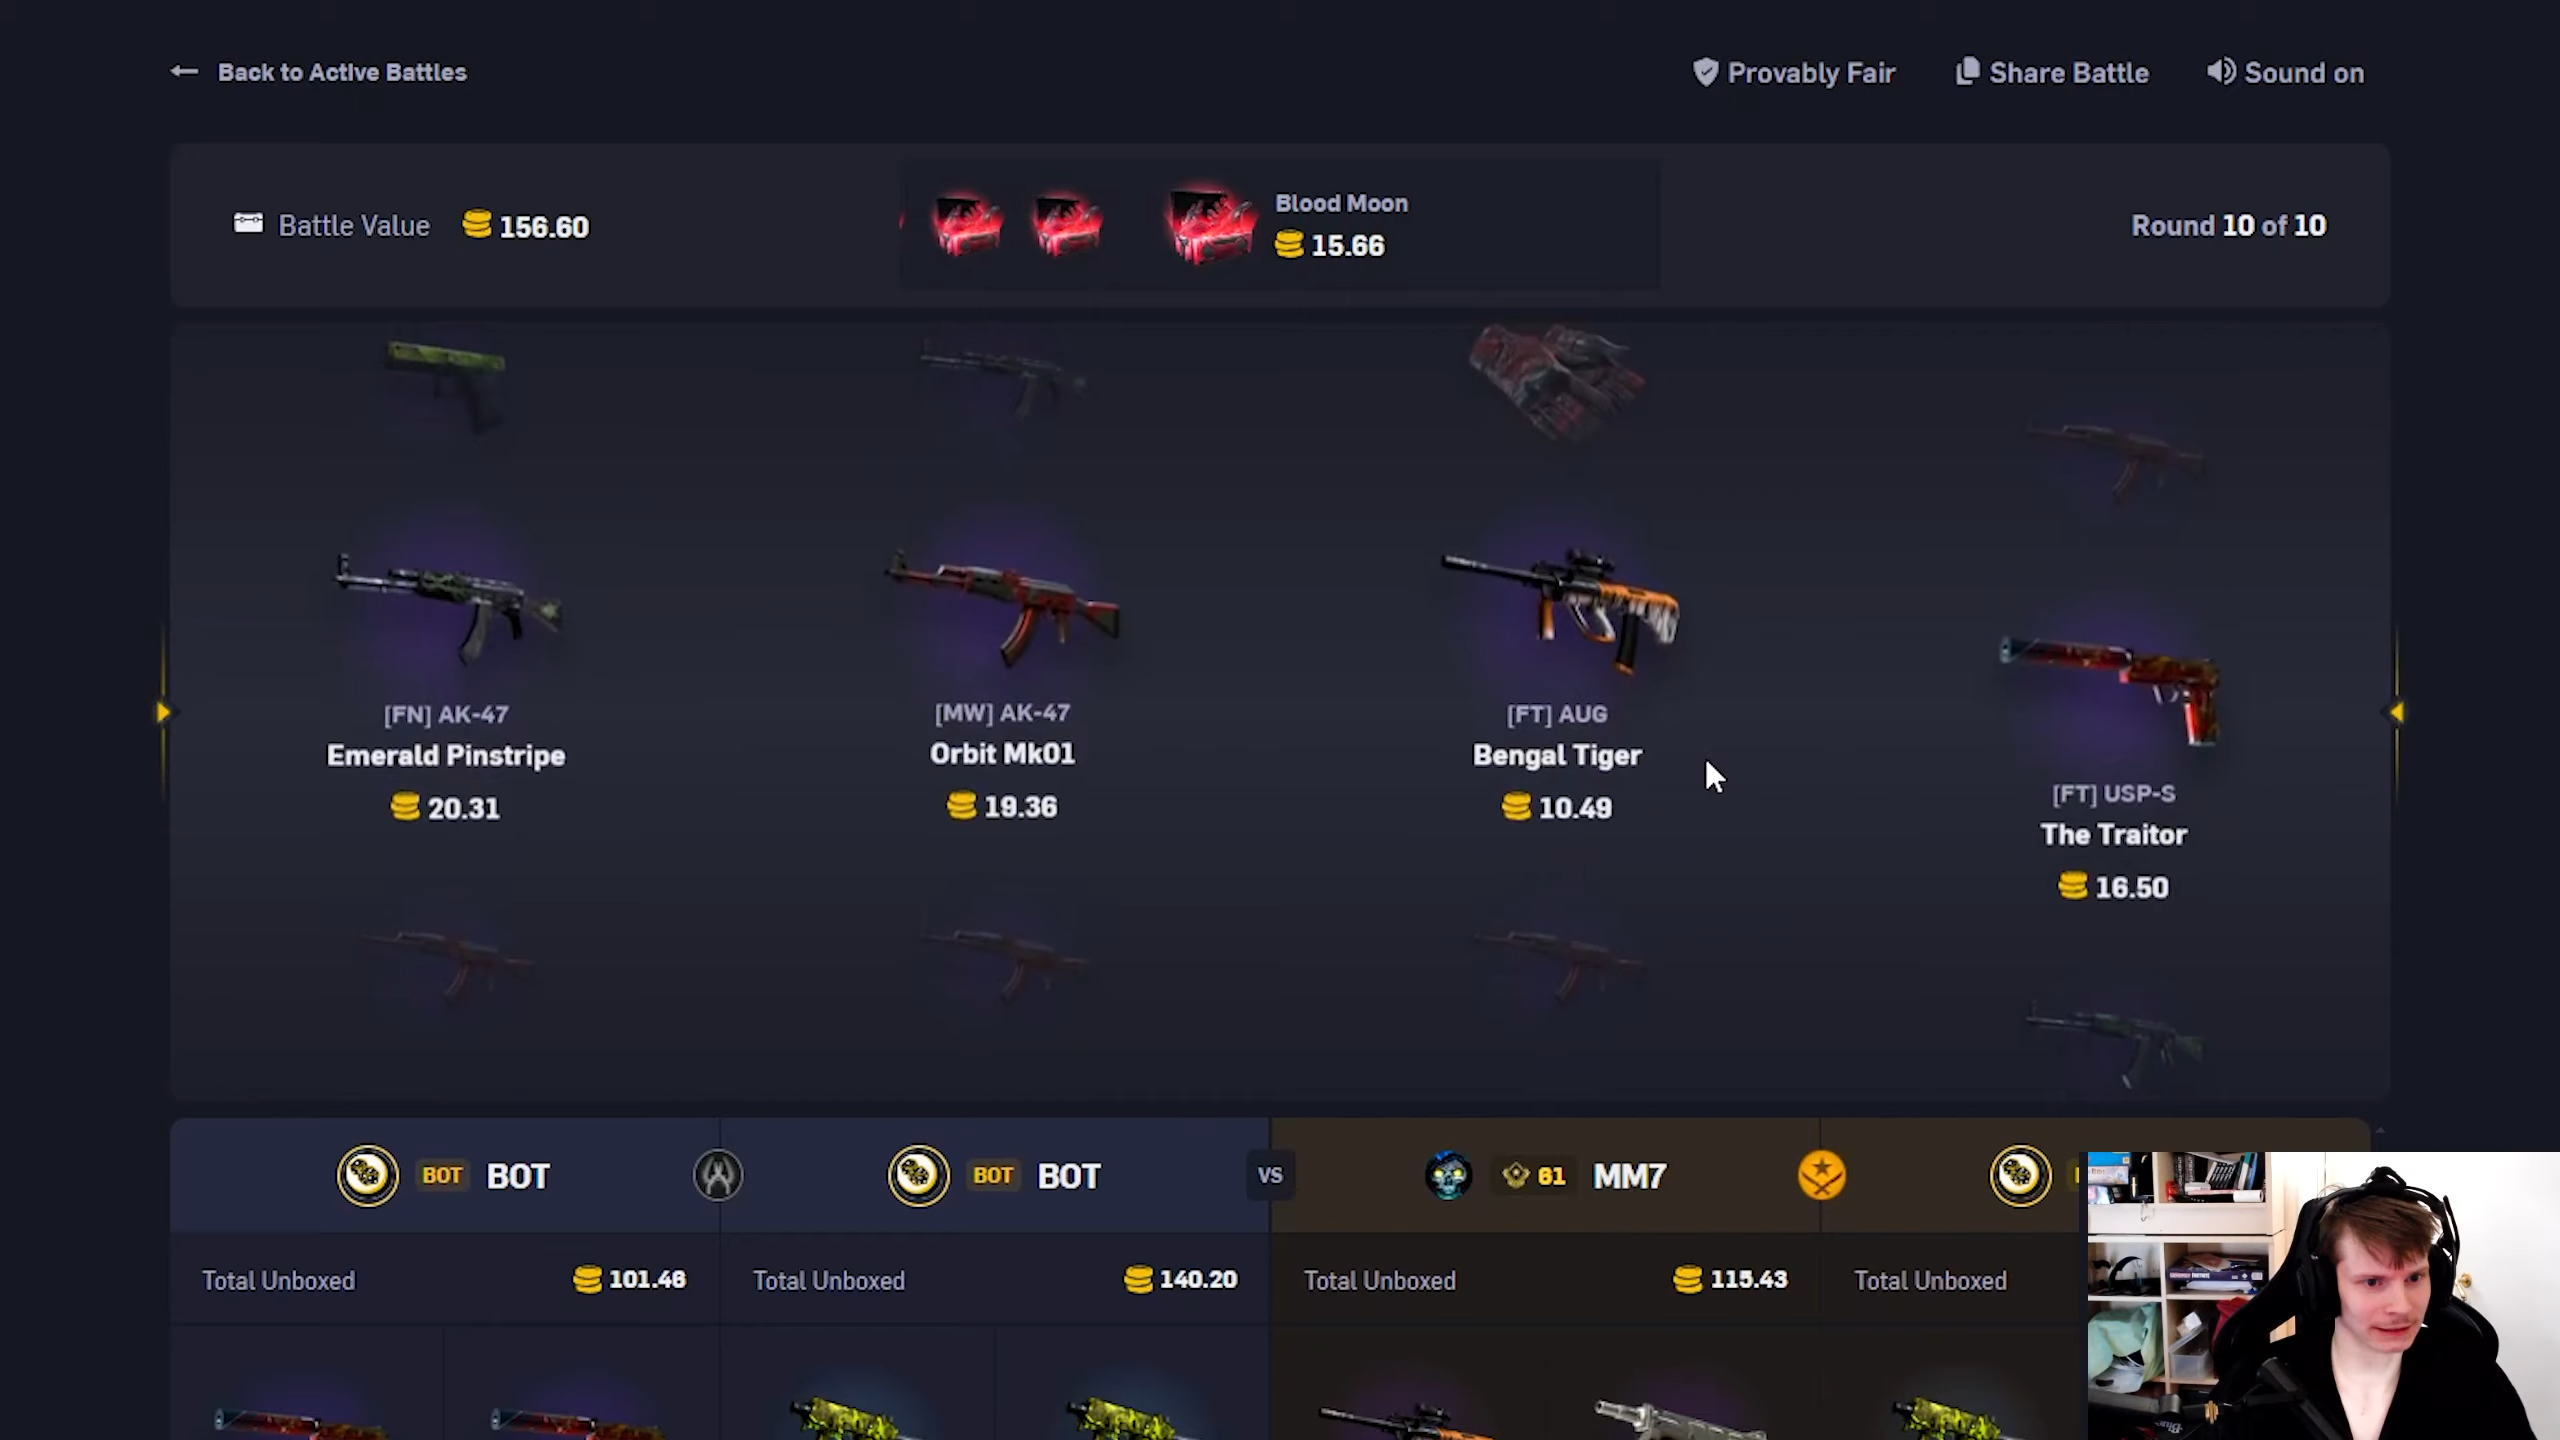 Back to Active Battles
Provably Fair
Share Battle
Sound on
Battle Value 156.60
Blood Moon
15.66
Round 10 of 10
[FN] AK-47
Emerald Pinstripe
20.31
[MW] AK-47
Orbit Mk01
19.36
[FT] AUG
Bengal Tiger
10.49
[FT] USP-S
The Traitor
16.50
BOT BOT
BOT BOT
VS
61 MM7
Total Unboxed 101.46
Total Unboxed 140.20
Total Unboxed 115.43
Total Unboxed